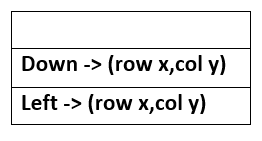 Down -> (row x,col y)
Left -> (row x,col y)